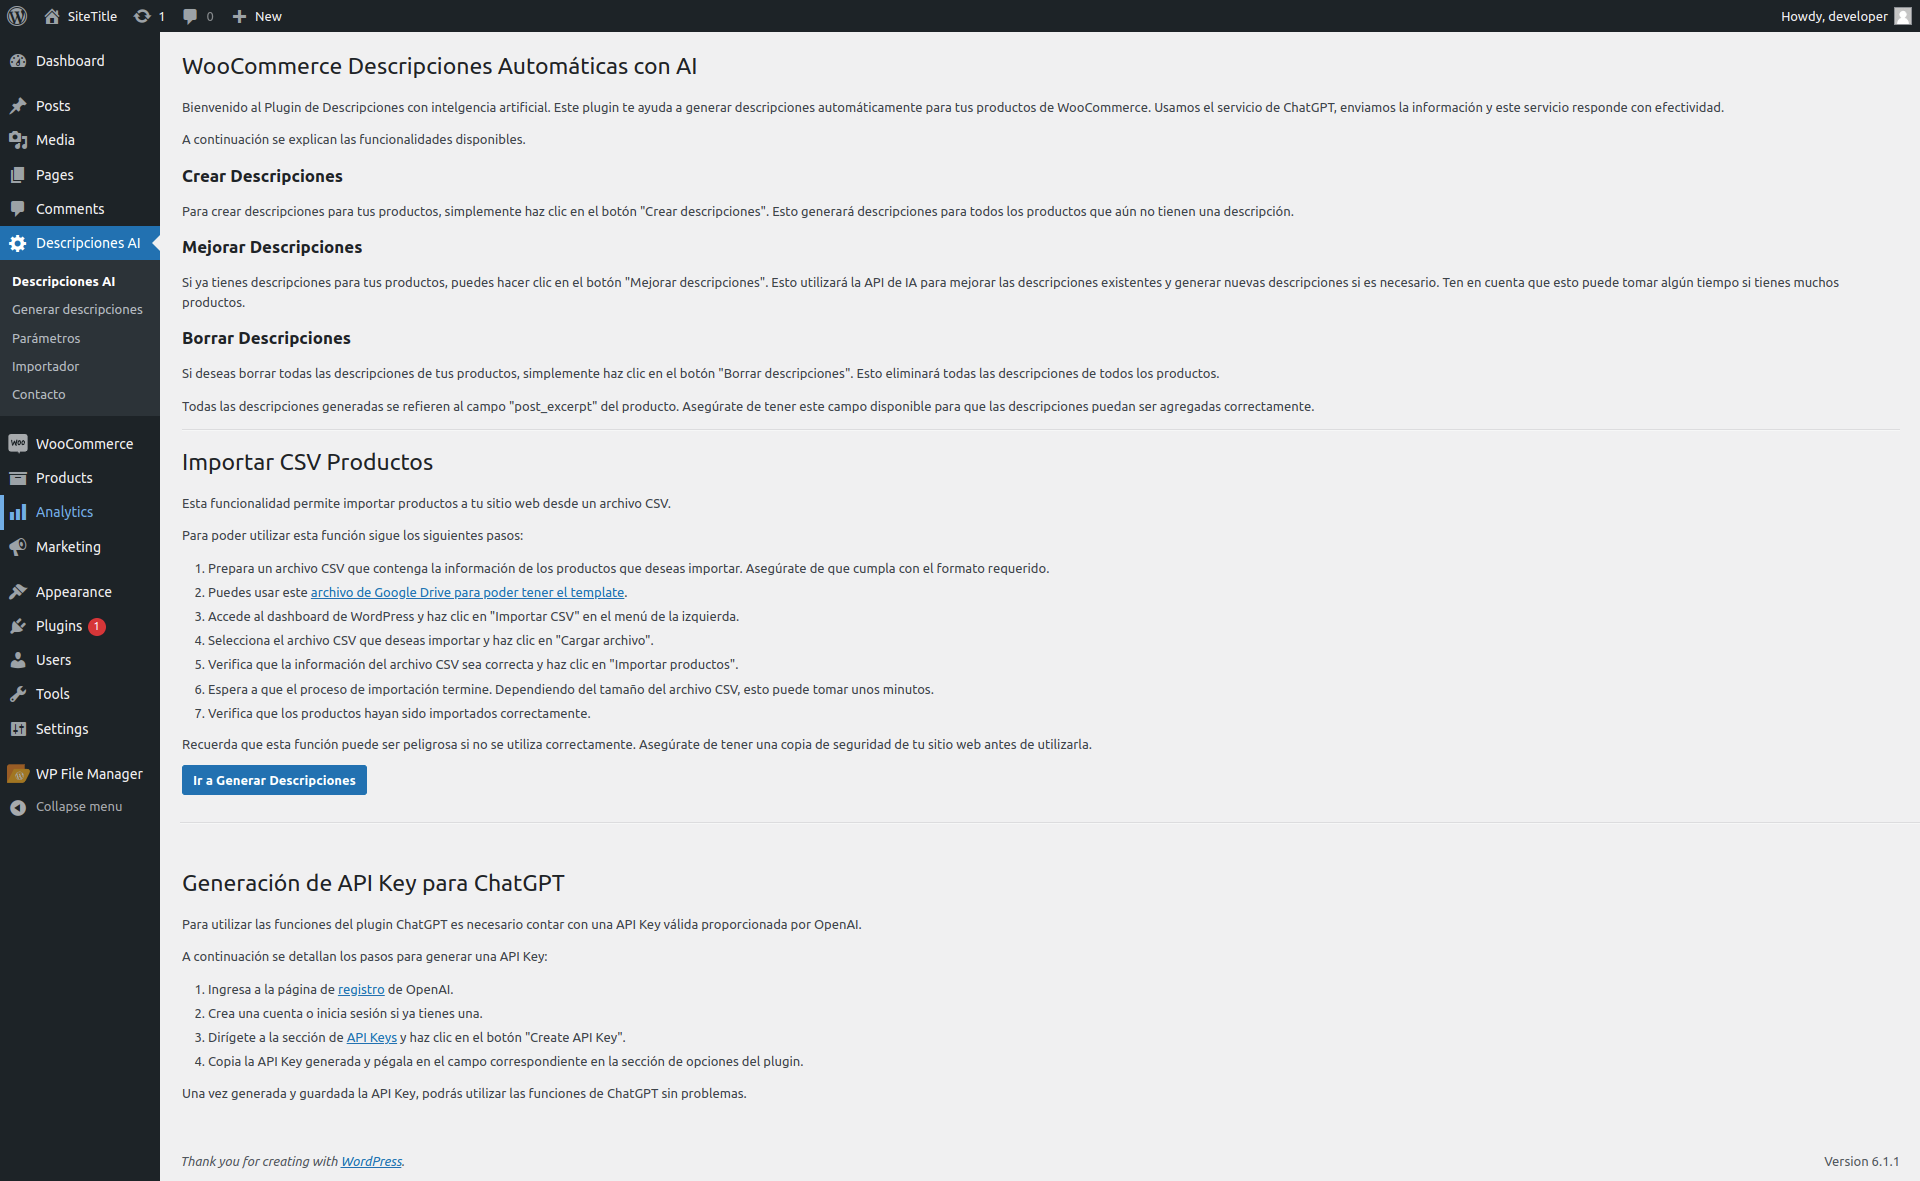 SiteTitle 1 0 New Howdy, developer
Dashboard
Posts
Media
Pages
Comments
Descripciones AI
Descripciones AI
Generar descripciones
Parámetros
Importador
Contacto
WooCommerce
Products
Analytics
Marketing
Appearance
Plugins 1
Users
Tools
Settings
WP File Manager
Collapse menu
WooCommerce Descripciones Automáticas con AI
Bienvenido al Plugin de Descripciones con intelgencia artificial. Este plugin te ayuda a generar descripciones automáticamente para tus productos de WooCommerce. Usamos el servicio de ChatGPT, enviamos la información y este servicio responde con efectividad.
A continuación se explican las funcionalidades disponibles.
Crear Descripciones
Para crear descripciones para tus productos, simplemente haz clic en el botón "Crear descripciones". Esto generará descripciones para todos los productos que aún no tienen una descripción.
Mejorar Descripciones
Si ya tienes descripciones para tus productos, puedes hacer clic en el botón "Mejorar descripciones". Esto utilizará la API de IA para mejorar las descripciones existentes y generar nuevas descripciones si es necesario. Ten en cuenta que esto puede tomar algún tiempo si tienes muchos
productos.
Borrar Descripciones
Si deseas borrar todas las descripciones de tus productos, simplemente haz clic en el botón "Borrar descripciones". Esto eliminará todas las descripciones de todos los productos.
Todas las descripciones generadas se refieren al campo "post_excerpt" del producto. Asegúrate de tener este campo disponible para que las descripciones puedan ser agregadas correctamente.
Importar CSV Productos
Esta funcionalidad permite importar productos a tu sitio web desde un archivo CSV.
Para poder utilizar esta función sigue los siguientes pasos:
1. Prepara un archivo CSV que contenga la información de los productos que deseas importar. Asegúrate de que cumpla con el formato requerido.
2. Puedes usar este archivo de Google Drive para poder tener el template.
3. Accede al dashboard de WordPress y haz clic en "Importar CSV" en el menú de la izquierda.
4. Selecciona el archivo CSV que deseas importar y haz clic en "Cargar archivo".
5. Verifica que la información del archivo CSV sea correcta y haz clic en "Importar productos".
6. Espera a que el proceso de importación termine. Dependiendo del tamaño del archivo CSV, esto puede tomar unos minutos.
7. Verifica que los productos hayan sido importados correctamente.
Recuerda que esta función puede ser peligrosa si no se utiliza correctamente. Asegúrate de tener una copia de seguridad de tu sitio web antes de utilizarla.
Ir a Generar Descripciones
Generación de API Key para ChatGPT
Para utilizar las funciones del plugin ChatGPT es necesario contar con una API Key válida proporcionada por OpenAI.
A continuación se detallan los pasos para generar una API Key:
1. Ingresa a la página de registro de OpenAI.
2. Crea una cuenta o inicia sesión si ya tienes una.
3. Dirígete a la sección de API Keys y haz clic en el botón "Create API Key".
4. Copia la API Key generada y pégala en el campo correspondiente en la sección de opciones del plugin.
Una vez generada y guardada la API Key, podrás utilizar las funciones de ChatGPT sin problemas.
Thank you for creating with WordPress. Version 6.1.1